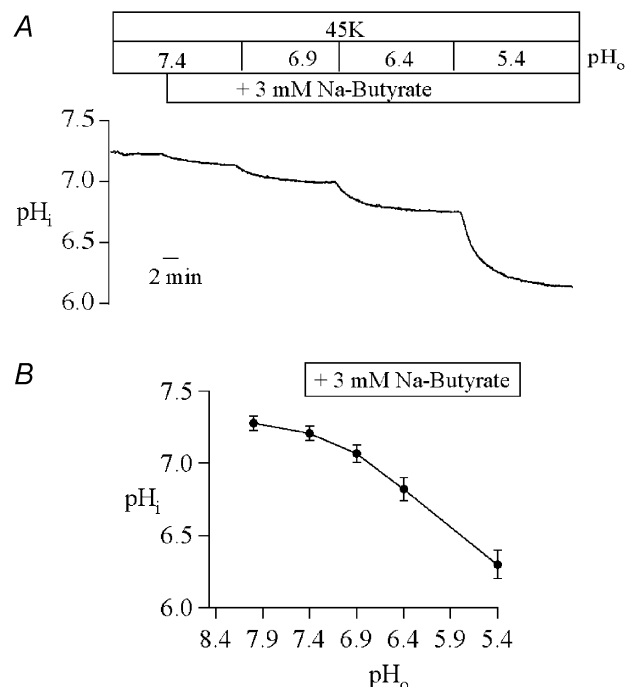 A
45K
7.4 6.9 6.4 5.4 pHo
+ 3 mM Na-Butyrate
7.5
7.0
pHi
6.5
2 min
6.0
B
+ 3 mM Na-Butyrate
7.5
7.0
pHi
6.5
6.0
8.4 7.9 7.4 6.9 6.4 5.9 5.4
pHo